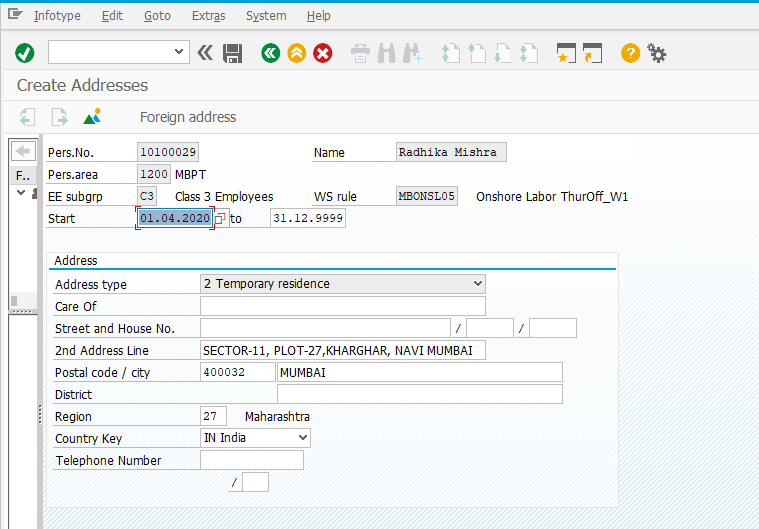 Infotype Edit Goto Extras System Help
Create Addresses
Foreign address
Pers.No. 10100029 Name Radhika Mishra
Pers.area 1200 MBPT
F..
EE subgrp C3 Class 3 Employees WS rule MBONSL05 Onshore Labor ThurOff_W1
Start 01.04.2020 to 31.12.9999
Address
Address type 2 Temporary residence
Care Of
Street and House No. / /
2nd Address Line SECTOR-11, PLOT-27,KHARGHAR, NAVI MUMBAI
Postal code / city 400032 MUMBAI
District
Region 27 Maharashtra
Country Key IN India
Telephone Number
/